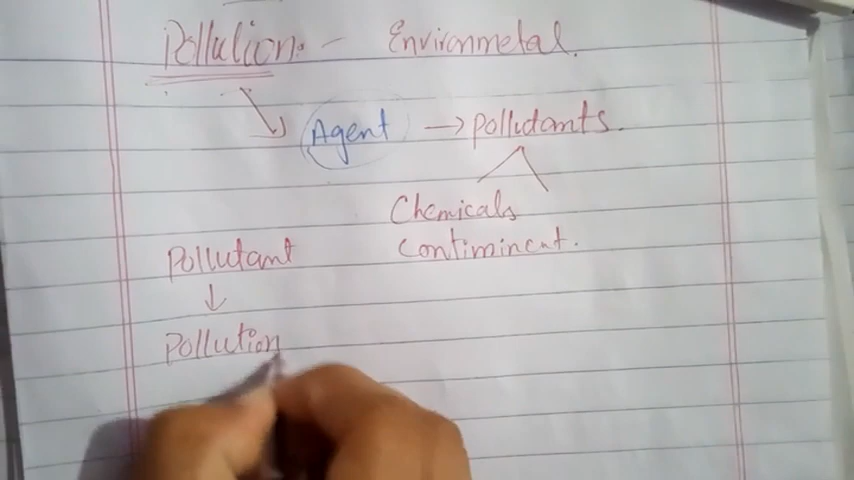 Pollution:- Environmetal.
Agent → pollutants.
Chemicals
Pollutant contiminent.
↓
Pollution